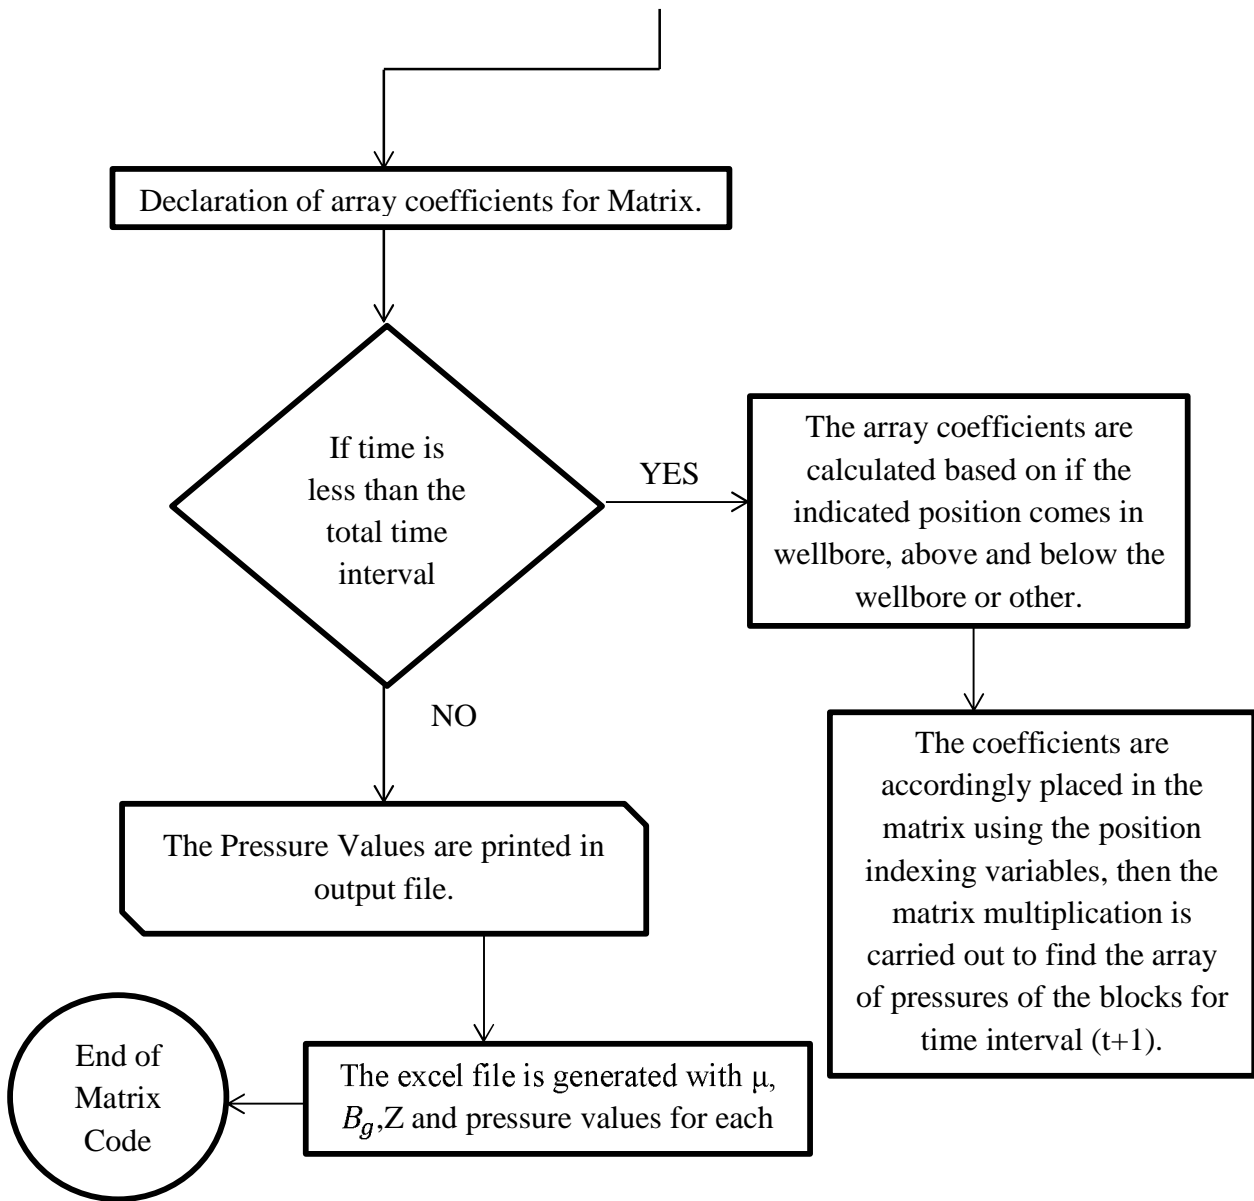 Declaration of array coefficients for Matrix.
If time is
less than the
total time
interval
YES
The array coefficients are
calculated based on if the
indicated position comes in
wellbore, above and below the
wellbore or other.
NO
The coefficients are
accordingly placed in the
matrix using the position
indexing variables, then the
matrix multiplication is
carried out to find the array
of pressures of the blocks for
time interval (t+1).
The Pressure Values are printed in
output file.
The excel file is generated with μ,
B_g,Z and pressure values for each
End of
Matrix
Code